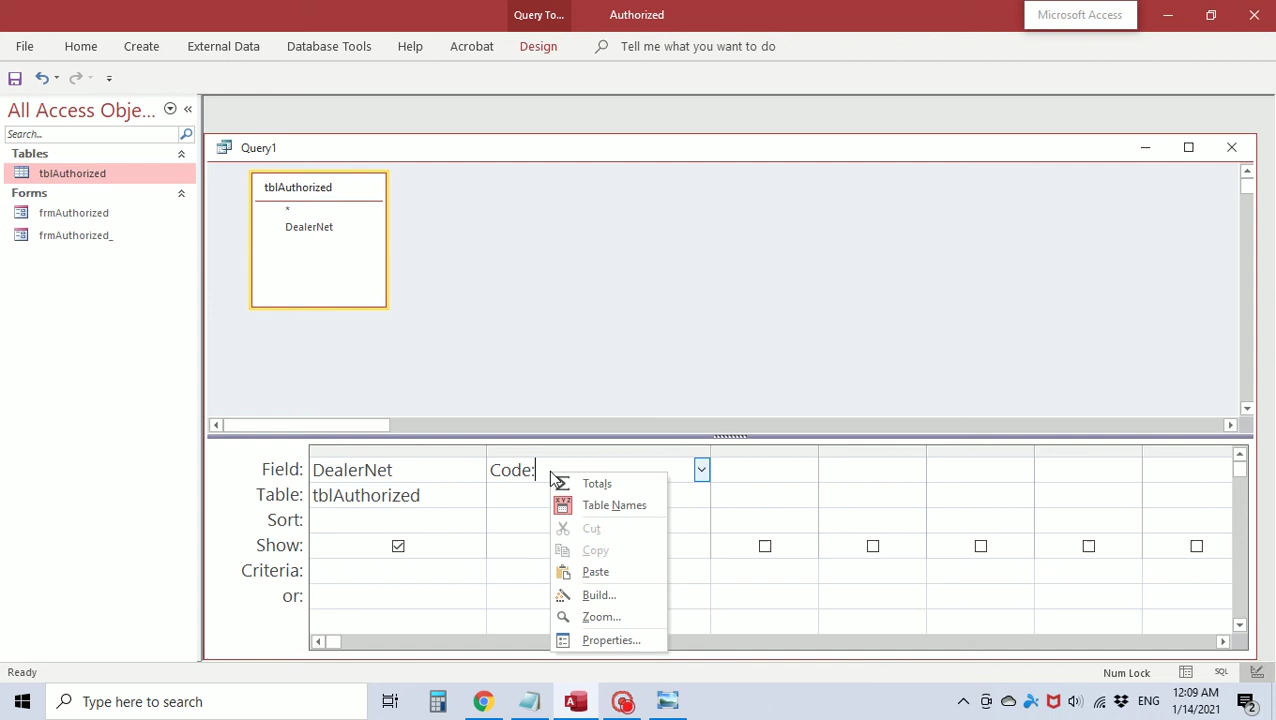 Query To...
Authorized
Microsoft Access
File
Home
Create
External Data
Database Tools
Help
Acrobat
Design
Tell me what you want to do
All Access Obje...
Search...
Tables
tblAuthorized
Forms
frmAuthorized
frmAuthorized_
Query1
tblAuthorized
*
DealerNet
Field:
DealerNet
Code:
Table:
tblAuthorized
Sort:
Show:
Criteria:
or:
Totals
Table Names
Cut
Copy
Paste
Build...
Zoom...
Properties...
Ready
Num Lock
SQL
Type here to search
ENG
12:09 AM
1/14/2021
2